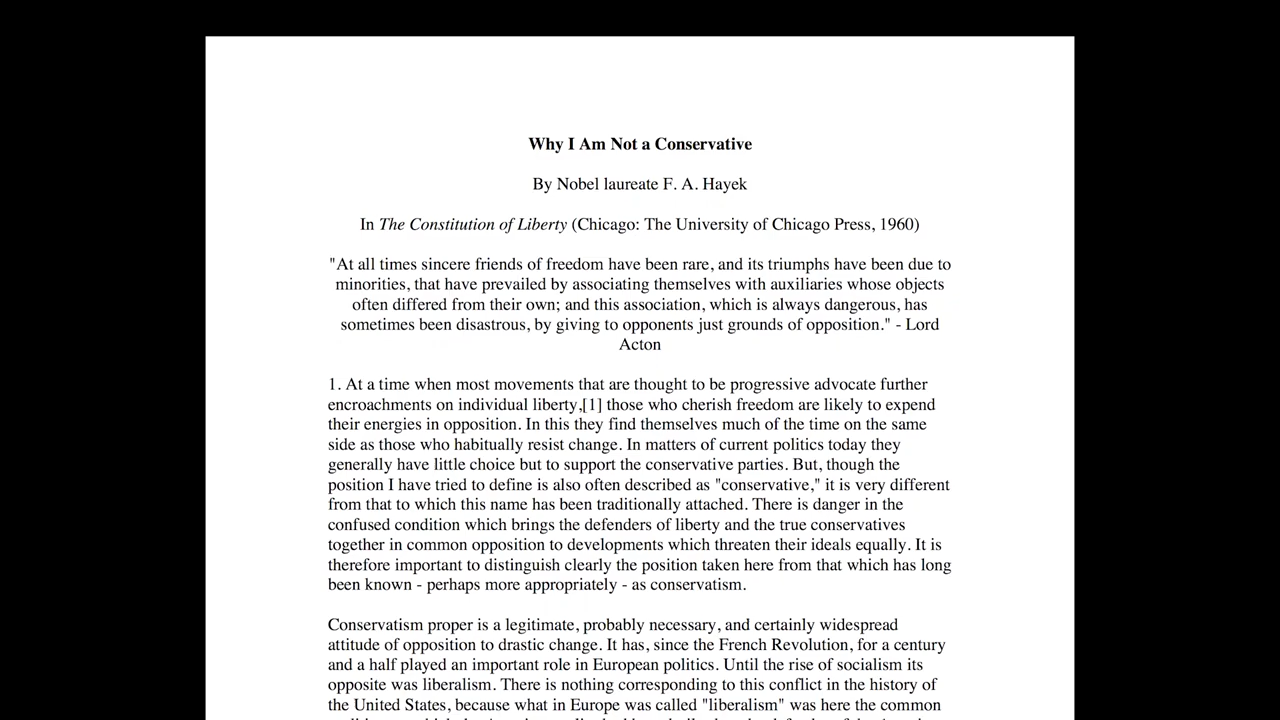 Why I Am Not a Conservative
By Nobel laureate F. A. Hayek
In The Constitution of Liberty (Chicago: The University of Chicago Press, 1960)
"At all times sincere friends of freedom have been rare, and its triumphs have been due to
minorities, that have prevailed by associating themselves with auxiliaries whose objects
often differed from their own; and this association, which is always dangerous, has
sometimes been disastrous, by giving to opponents just grounds of opposition." - Lord
Acton
1. At a time when most movements that are thought to be progressive advocate further
encroachments on individual liberty,[1] those who cherish freedom are likely to expend
their energies in opposition. In this they find themselves much of the time on the same
side as those who habitually resist change. In matters of current politics today they
generally have little choice but to support the conservative parties. But, though the
position I have tried to define is also often described as "conservative," it is very different
from that to which this name has been traditionally attached. There is danger in the
confused condition which brings the defenders of liberty and the true conservatives
together in common opposition to developments which threaten their ideals equally. It is
therefore important to distinguish clearly the position taken here from that which has long
been known - perhaps more appropriately - as conservatism.
Conservatism proper is a legitimate, probably necessary, and certainly widespread
attitude of opposition to drastic change. It has, since the French Revolution, for a century
and a half played an important role in European politics. Until the rise of socialism its
opposite was liberalism. There is nothing corresponding to this conflict in the history of
the United States, because what in Europe was called "liberalism" was here the common